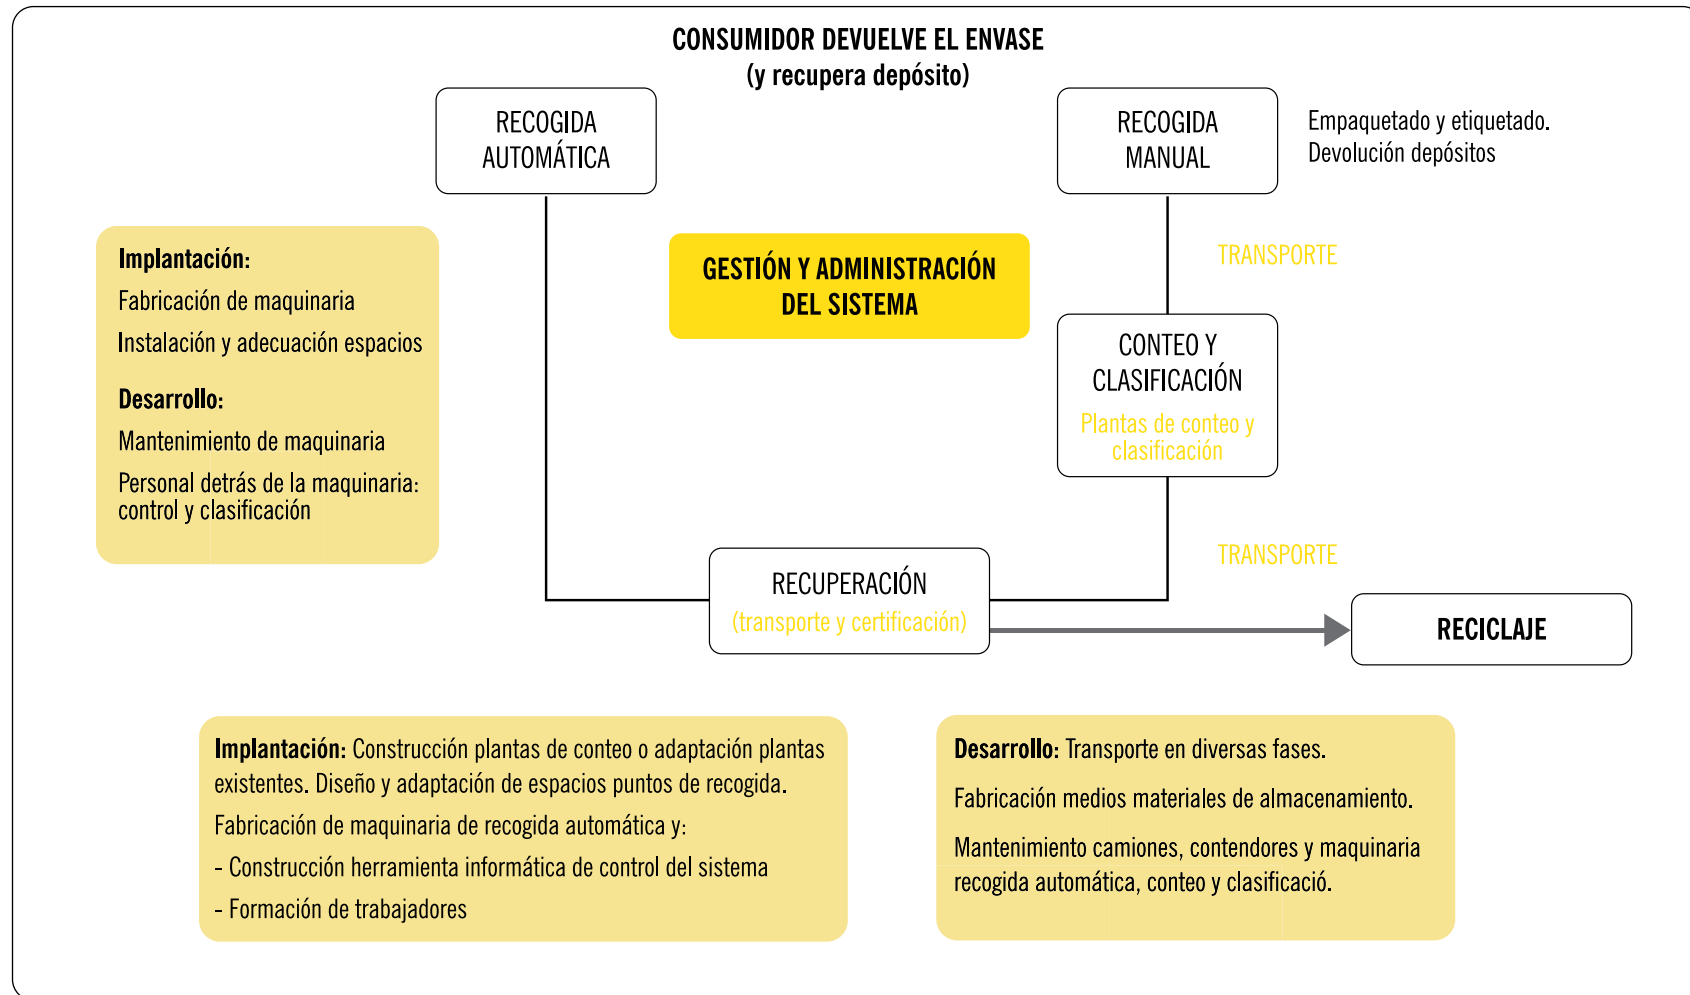 CONSUMIDOR DEVUELVE EL ENVASE
(y recupera depósito)
RECOGIDA
AUTOMÁTICA
RECOGIDA
MANUAL
Empaquetado y etiquetado.
Devolución depósitos
Implantación:
Fabricación de maquinaria
Instalación y adecuación espacios
Desarrollo:
Mantenimiento de maquinaria
Personal detrás de la maquinaria:
control y clasificación
GESTIÓN Y ADMINISTRACIÓN
DEL SISTEMA
TRANSPORTE
CONTEO Y
CLASIFICACIÓN
Plantas de conteo y
clasificación
TRANSPORTE
RECUPERACIÓN
(transporte y certificación)
RECICLAJE
Implantación: Construcción plantas de conteo o adaptación plantas
existentes. Diseño y adaptación de espacios puntos de recogida.
Fabricación de maquinaria de recogida automática y:
- Construcción herramienta informática de control del sistema
- Formación de trabajadores
Desarrollo: Transporte en diversas fases.
Fabricación medios materiales de almacenamiento.
Mantenimiento camiones, contendores y maquinaria
recogida automática, conteo y clasificació.